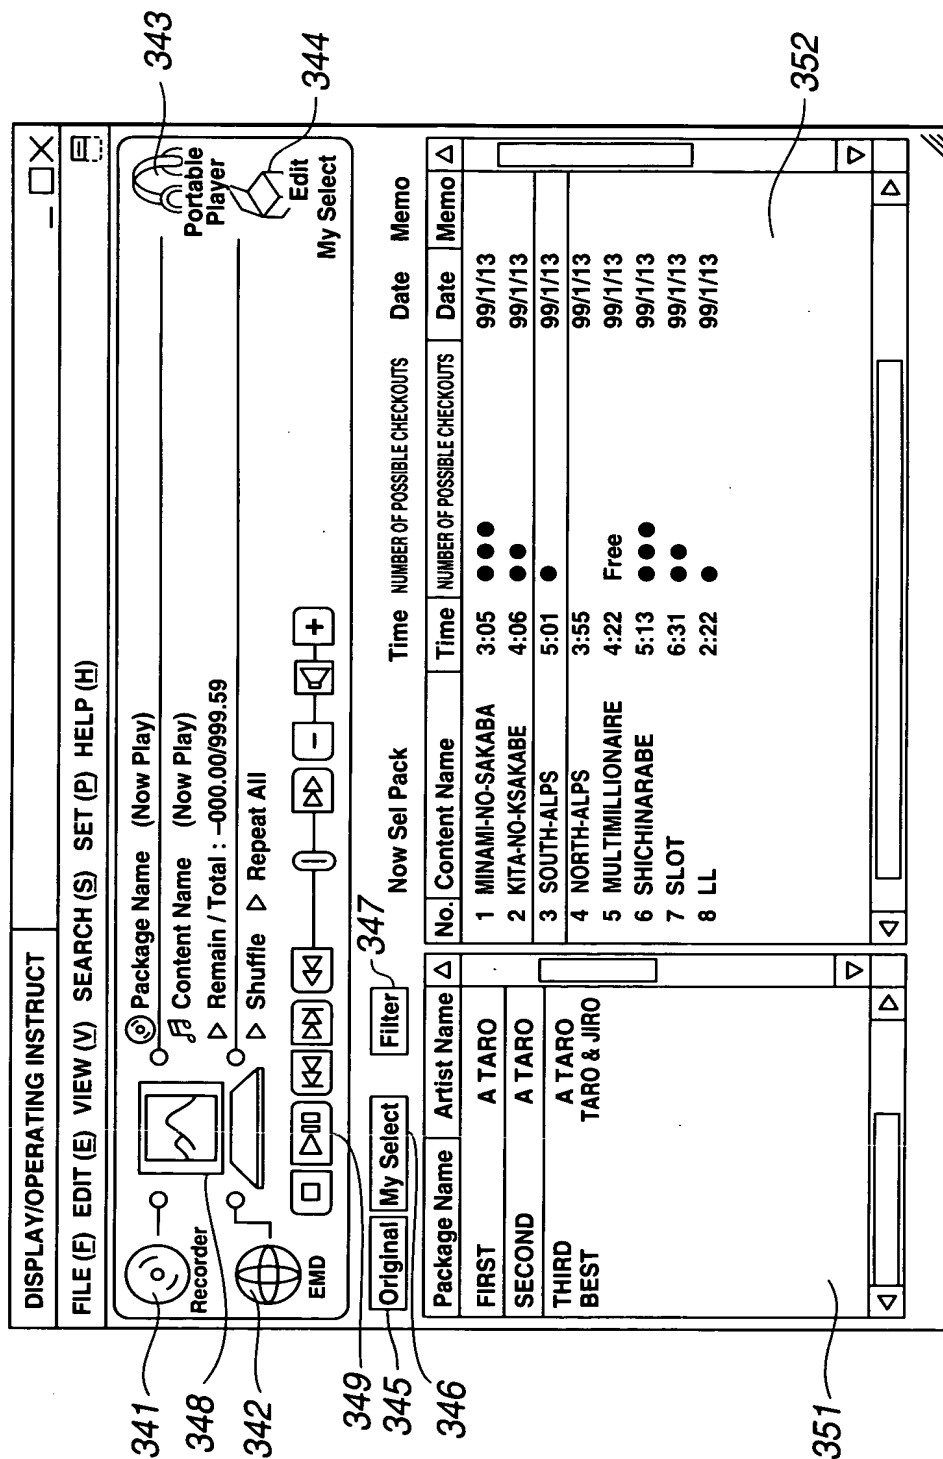 DISPLAY/OPERATING INSTRUCT
FILE (F) EDIT (E) VIEW (V) SEARCH (S) SET (P) HELP (H)
341
Recorder
348
342
EMD
Package Name (Now Play)
Content Name (Now Play)
Remain / Total : –000.00/999.59
Shuffle Repeat All
Portable
Player
343
Edit
My Select
344
349
345
346
Original My Select Filter 347
Now Sel Pack Time NUMBER OF POSSIBLE CHECKOUTS Date Memo
Package Name Artist Name
FIRST A TARO
SECOND A TARO
THIRD A TARO
BEST TARO & JIRO
351
No. Content Name Time NUMBER OF POSSIBLE CHECKOUTS Date Memo
1 MINAMI-NO-SAKABA 3:05 ●●● 99/1/13
2 KITA-NO-KSAKABE 4:06 ●● 99/1/13
3 SOUTH-ALPS 5:01 ● 99/1/13
4 NORTH-ALPS 3:55 99/1/13
5 MULTIMILLIONAIRE 4:22 Free 99/1/13
6 SHICHINARABE 5:13 ●●● 99/1/13
7 SLOT 6:31 ●● 99/1/13
8 LL 2:22 ● 99/1/13
352